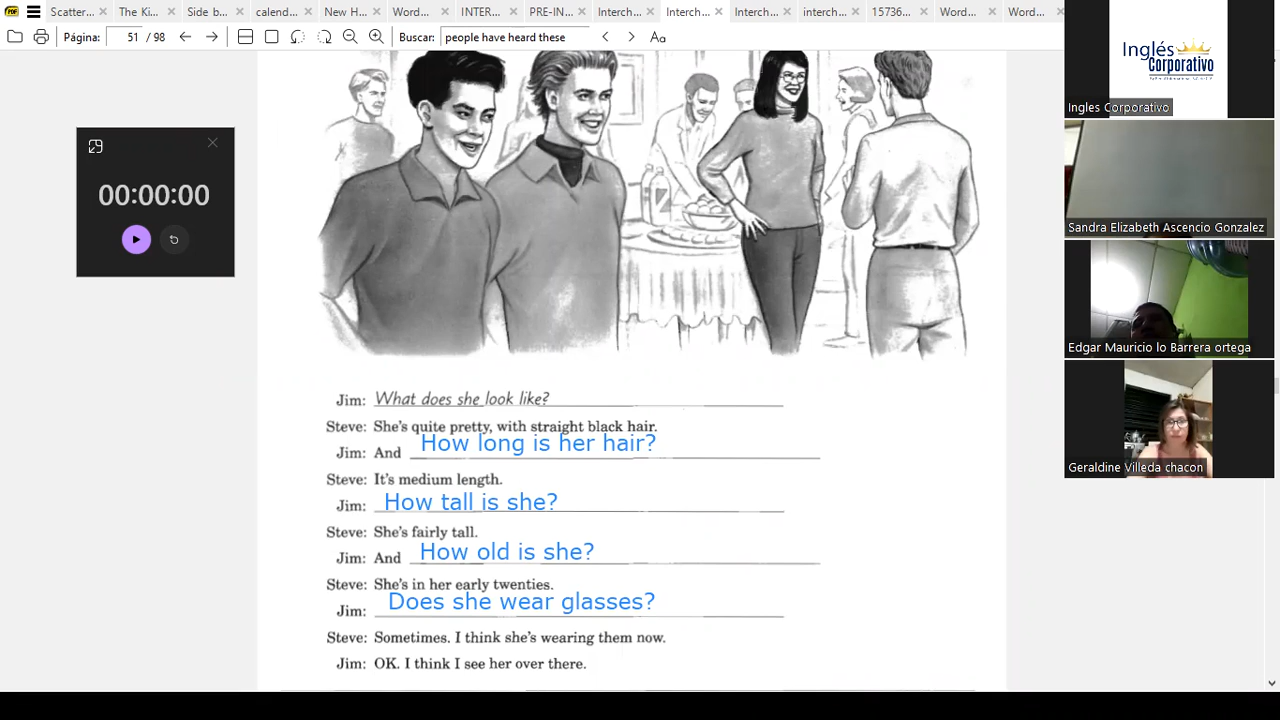 Scatter...
The Ki...
Side b...
calend...
New H...
Word...
INTER...
PRE-IN...
Interch...
Interch...
Interch...
interch...
15736...
Word...
Word...
Página: 51 / 98
Buscar: people have heard these
Aa
00:00:00
Jim: What does she look like?
Steve: She's quite pretty, with straight black hair.
Jim: And How long is her hair?
Steve: It's medium length.
Jim: How tall is she?
Steve: She's fairly tall.
Jim: And How old is she?
Steve: She's in her early twenties.
Jim: Does she wear glasses?
Steve: Sometimes. I think she's wearing them now.
Jim: OK. I think I see her over there.
Inglés
Corporativo
Ingles Corporativo
Sandra Elizabeth Ascencio Gonzalez
Edgar Mauricio lo Barrera ortega
Geraldine Villeda chacon